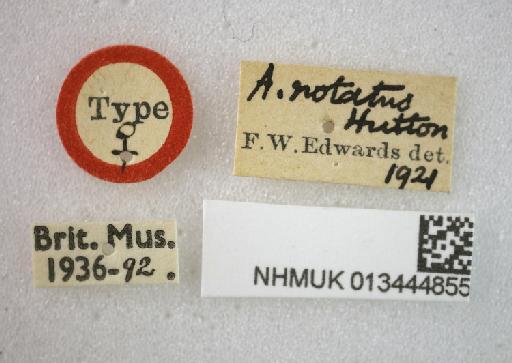 Type
♀
A. notatus
Hutton
F. W. Edwards det.
1921
Brit. Mus.
1936-92.
NHMUK 013444855